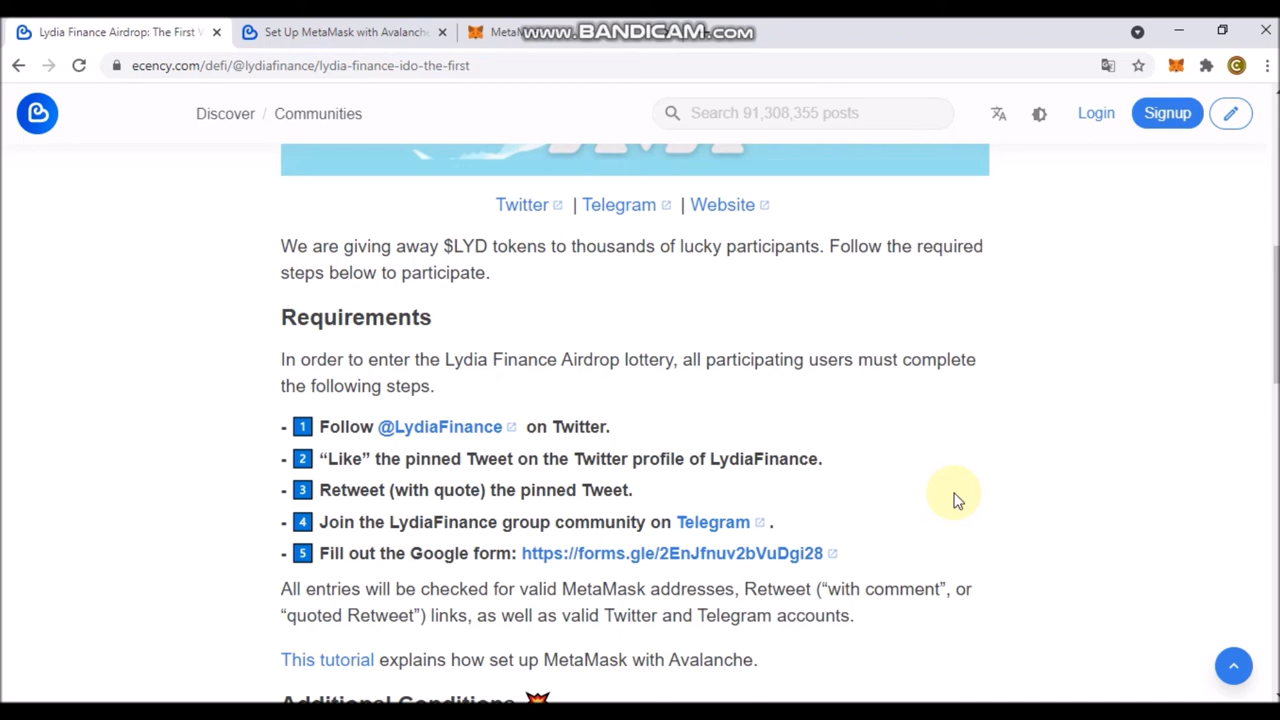 Lydia Finance Airdrop: The First
Set Up MetaMask with Avalanche
www.BANDICAM.com
ecency.com/defi/@lydiafinance/lydia-finance-ido-the-first
Discover / Communities
Search 91,308,355 posts
Login
Signup
Twitter | Telegram | Website
We are giving away $LYD tokens to thousands of lucky participants. Follow the required
steps below to participate.
Requirements
In order to enter the Lydia Finance Airdrop lottery, all participating users must complete
the following steps.
- 1 Follow @LydiaFinance on Twitter.
- 2 “Like” the pinned Tweet on the Twitter profile of LydiaFinance.
- 3 Retweet (with quote) the pinned Tweet.
- 4 Join the LydiaFinance group community on Telegram .
- 5 Fill out the Google form: https://forms.gle/2EnJfnuv2bVuDgi28
All entries will be checked for valid MetaMask addresses, Retweet (“with comment”, or
“quoted Retweet”) links, as well as valid Twitter and Telegram accounts.
This tutorial explains how set up MetaMask with Avalanche.
Additional Conditions